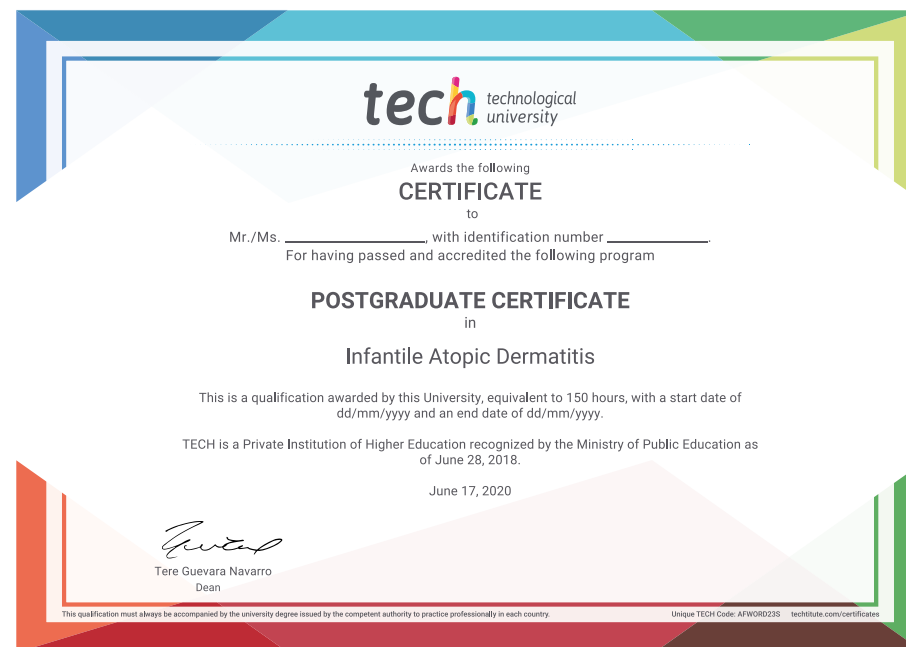 tech technological
university
Awards the following
CERTIFICATE
to
Mr./Ms. ____________________, with identification number ______________.
For having passed and accredited the following program
POSTGRADUATE CERTIFICATE
in
Infantile Atopic Dermatitis
This is a qualification awarded by this University, equivalent to 150 hours, with a start date of
dd/mm/yyyy and an end date of dd/mm/yyyy.
TECH is a Private Institution of Higher Education recognized by the Ministry of Public Education as
of June 28, 2018.
June 17, 2020
Tere Guevara Navarro
Dean
This qualification must always be accompanied by the university degree issued by the competent authority to practice professionally in each country. Unique TECH Code: AFWORD23S techtitute.com/certificates